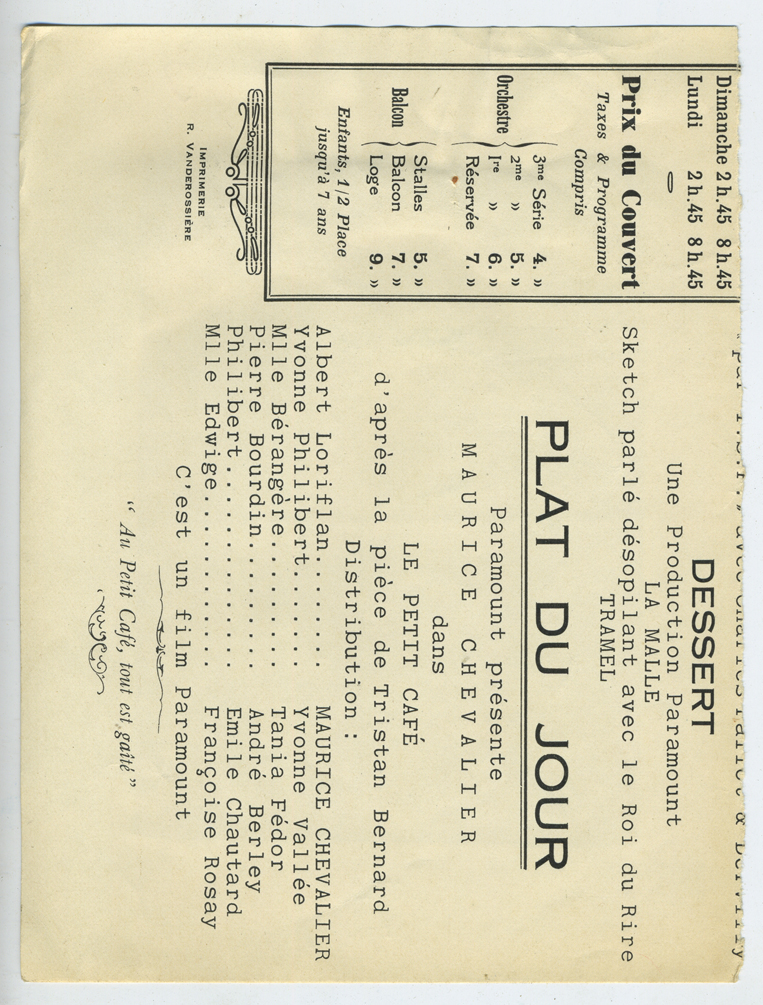 Dimanche 2 h. 45 8 h. 45
Lundi 2 h. 45 8 h. 45
Prix du Couvert
Taxes & Programme
Compris
Orchestre
3me Série 4. »
2me » 5. »
1re » 6. »
Réservée 7. »
Balcon
Stalles 5. »
Balcon 7. »
Loge 9. »
Enfants, 1/2 Place
jusqu'à 7 ans
IMPRIMERIE
R. VANDEROSSIÈRE
DESSERT
Une Production Paramount
LA MALLE
Sketch parlé désopilant avec le Roi du Rire
TRAMEL
PLAT DU JOUR
Paramount présente
MAURICE CHEVALIER
dans
LE PETIT CAFÉ
d'après la pièce de Tristan Bernard
Distribution :
Albert Loriflan........ MAURICE CHEVALIER
Yvonne Philibert....... Yvonne Vallée
Mlle Bérangère......... Tania Fédor
Pierre Bourdin......... André Berley
Philibert.............. Emile Chautard
Mlle Edwige............ Françoise Rosay
C'est un film Paramount
“ Au Petit Café, tout est gaîté ”